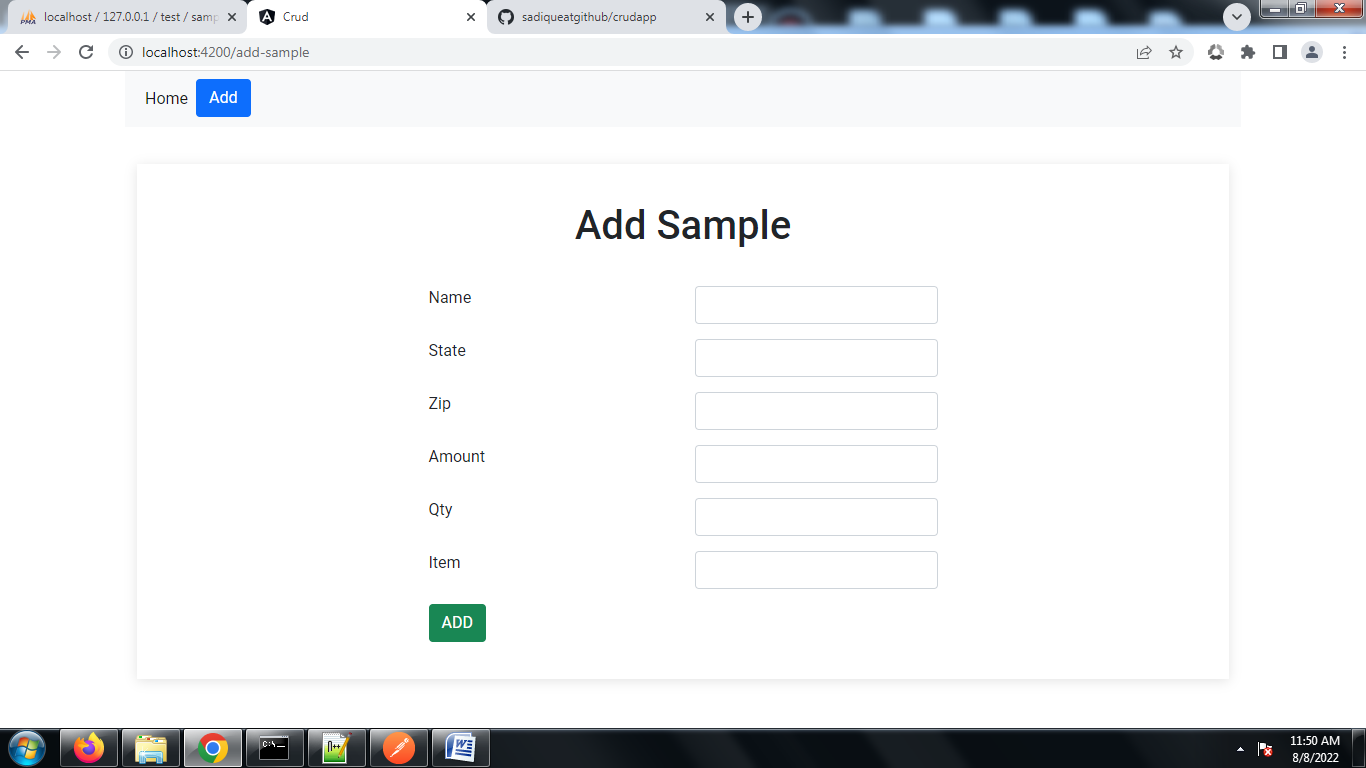 localhost / 127.0.0.1 / test / samp
Crud
sadiqueatgithub/crudapp
localhost:4200/add-sample
Home
Add
Add Sample
Name
State
Zip
Amount
Qty
Item
ADD
11:50 AM
8/8/2022